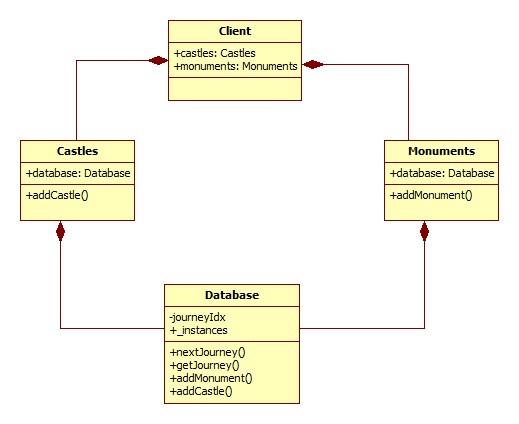 Client
+castles: Castles
+monuments: Monuments
Castles
+database: Database
+addCastle()
Monuments
+database: Database
+addMonument()
Database
-journeyIdx
+_instances
+nextJourney()
+getJourney()
+addMonument()
+addCastle()